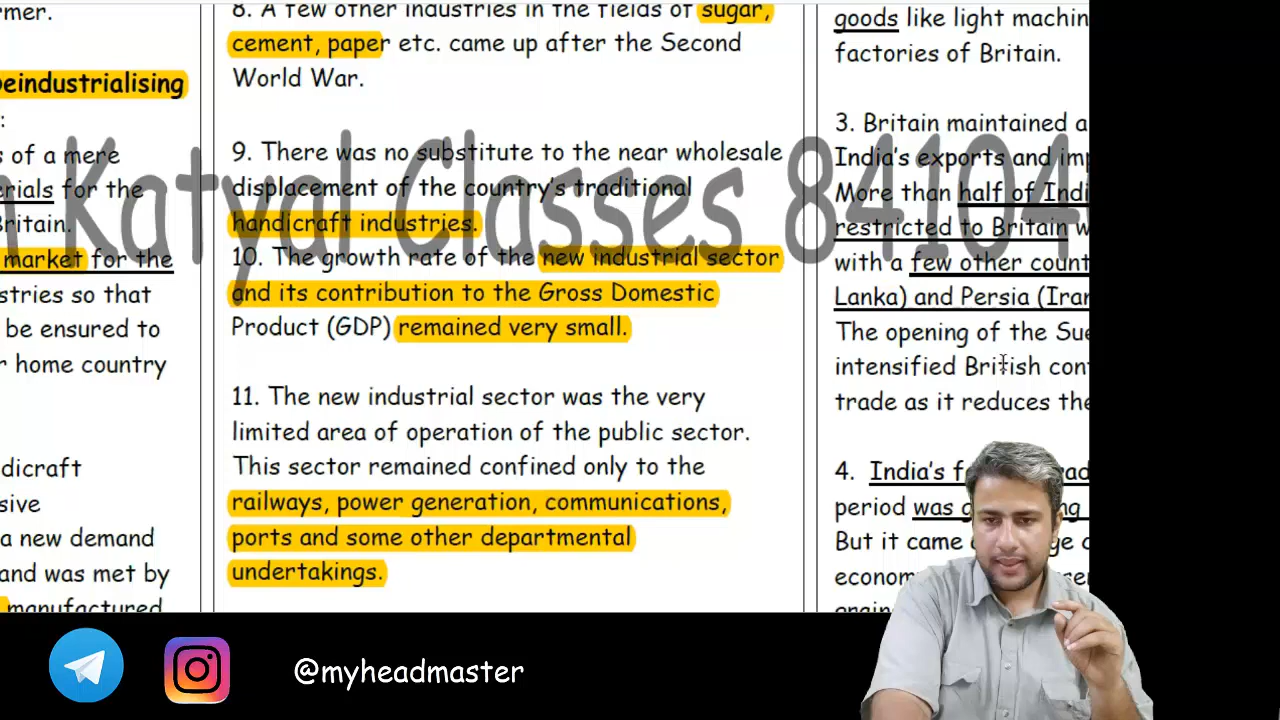 rmer.
eindustrialising
:
s of a mere
erials for the
Britain.
market for the
stries so that
be ensured to
r home country
dicraft
sive
a new demand
and was met by
manufactured
8. A few other industries in the fields of sugar,
cement, paper etc. came up after the Second
World War.
9. There was no substitute to the near wholesale
displacement of the country's traditional
handicraft industries.
10. The growth rate of the new industrial sector
and its contribution to the Gross Domestic
Product (GDP) remained very small.
11. The new industrial sector was the very
limited area of operation of the public sector.
This sector remained confined only to the
railways, power generation, communications,
ports and some other departmental
undertakings.
goods like light machin
factories of Britain.
3. Britain maintained a
India's exports and imp
More than half of Indi
restricted to Britain w
with a few other count
Lanka) and Persia (Iran
The opening of the Sue
intensified British cont
trade as it reduces the
4. India's f
period was
But it came
econom
n Katyal Classes 84104
@myheadmaster